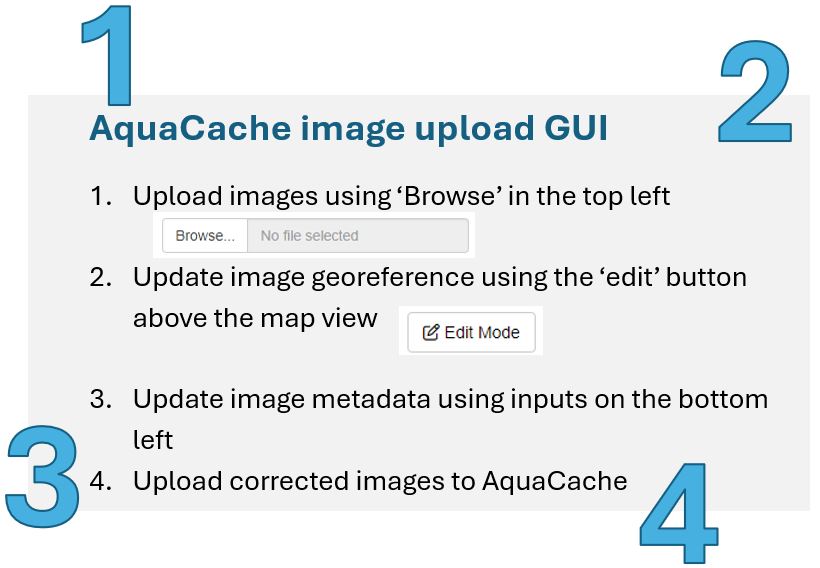 1
2
AquaCache image upload GUI
1. Upload images using ‘Browse’ in the top left
Browse... No file selected
2. Update image georeference using the ‘edit’ button
above the map view
Edit Mode
3. Update image metadata using inputs on the bottom
left
4. Upload corrected images to AquaCache
3
4